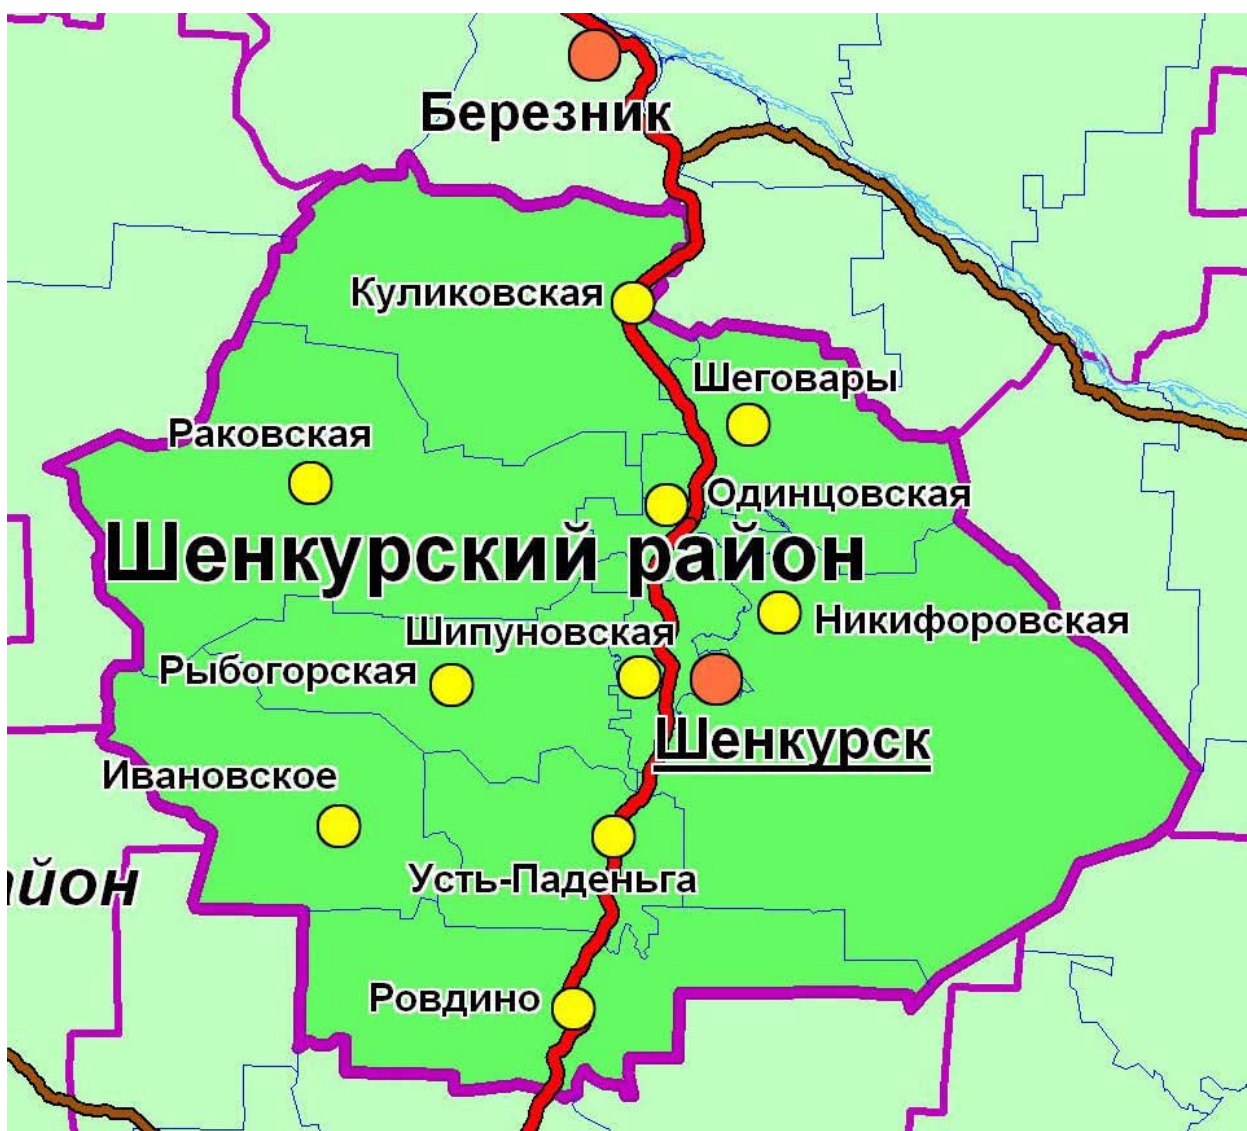 Березник
Куликовская
Шеговары
Раковская
Одинцовская
Шенкурский район
Никифоровская
Шипуновская
Рыбогорская
Шенкурск
Ивановское
Усть-Паденьга
айон
Ровдино